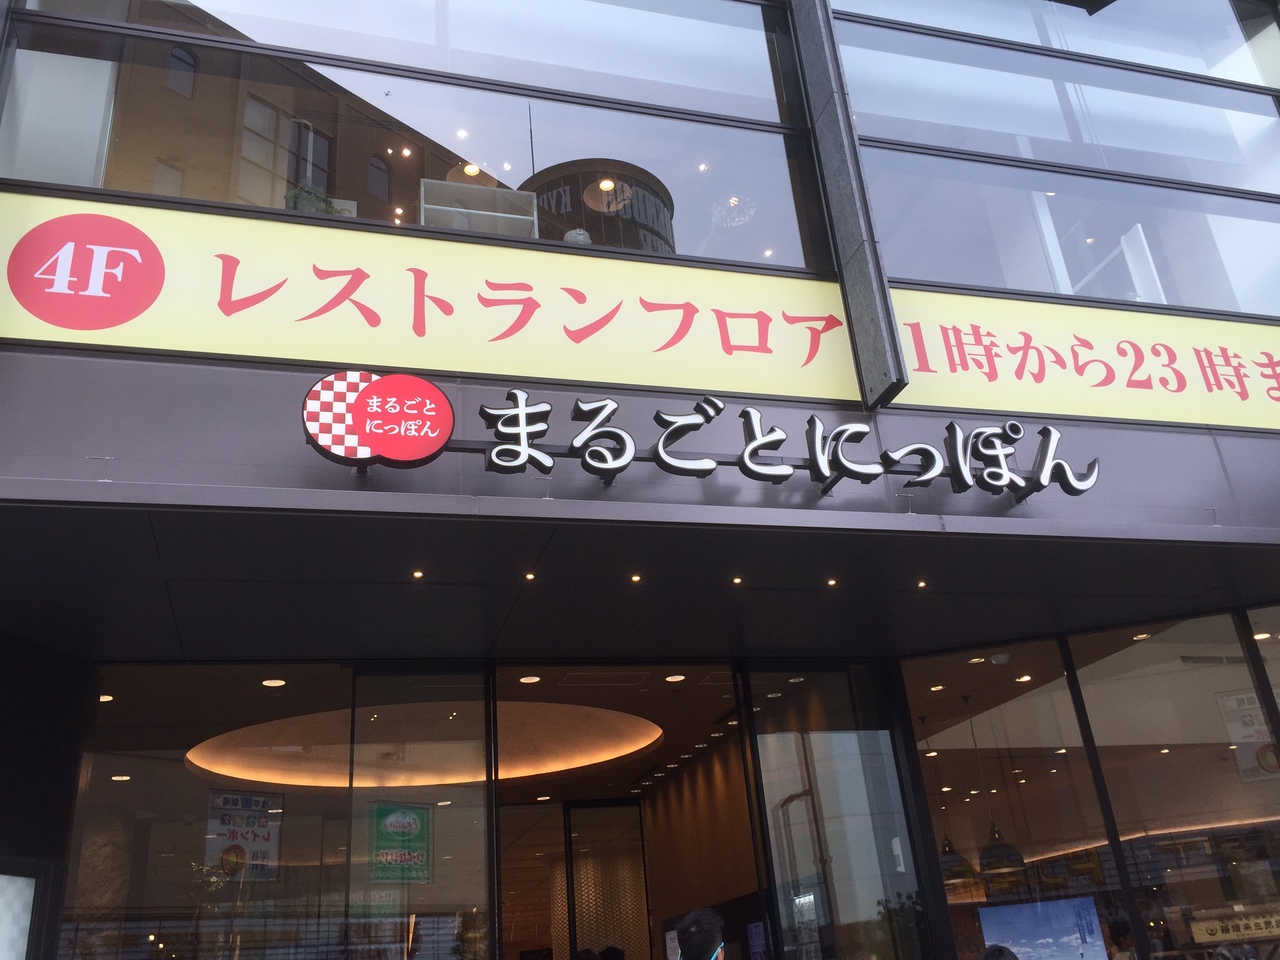 4F レストランフロア 1時から23時ま
まるごと
にっぽん
まるごとにっぽん